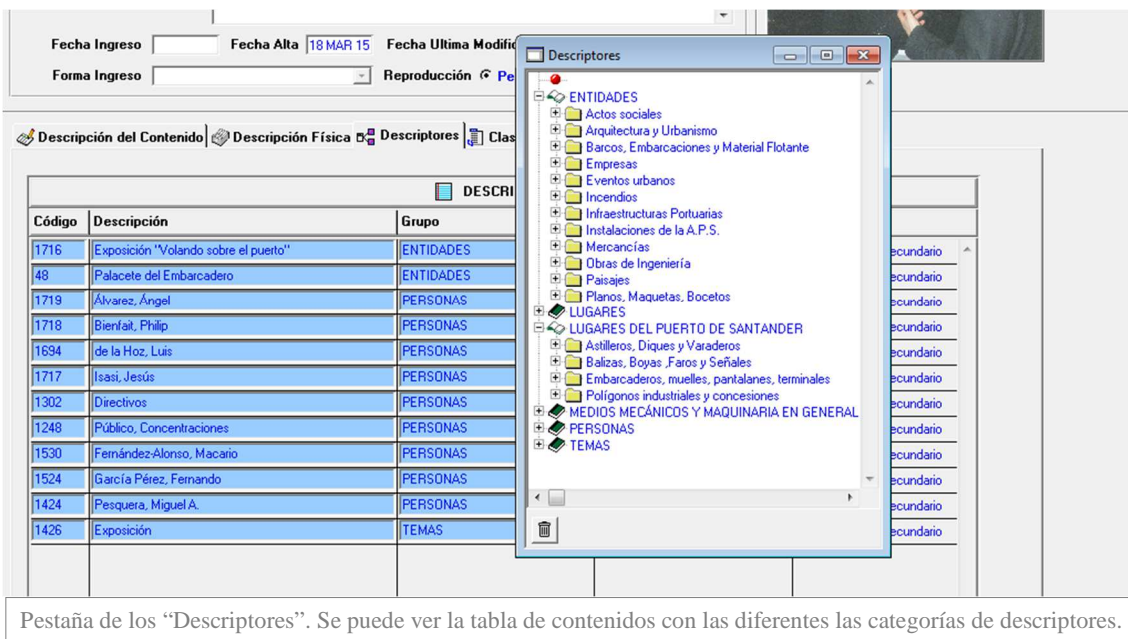 Fecha Ingreso Fecha Alta 18 MAR 15 Fecha Ultima Modific
Forma Ingreso Reproducción Pe
Descripción del Contenido Descripción Física Descriptores Clas
DESCRI
Código Descripción Grupo
1716 Exposición "Volando sobre el puerto" ENTIDADES ecundario
48 Palacete del Embarcadero ENTIDADES ecundario
1719 Álvarez, Ángel PERSONAS ecundario
1718 Bienfait, Philip PERSONAS ecundario
1694 de la Hoz, Luis PERSONAS ecundario
1717 Isasi, Jesús PERSONAS ecundario
1302 Directivos PERSONAS ecundario
1248 Público, Concentraciones PERSONAS ecundario
1530 Fernández-Alonso, Macario PERSONAS ecundario
1524 García Pérez, Fernando PERSONAS ecundario
1424 Pesquera, Miguel A. PERSONAS ecundario
1426 Exposición TEMAS ecundario
Descriptores
ENTIDADES
Actos sociales
Arquitectura y Urbanismo
Barcos, Embarcaciones y Material Flotante
Empresas
Eventos urbanos
Incendios
Infraestructuras Portuarias
Instalaciones de la A.P.S.
Mercancías
Obras de Ingeniería
Paisajes
Planos, Maquetas, Bocetos
LUGARES
LUGARES DEL PUERTO DE SANTANDER
Astilleros, Diques y Varaderos
Balizas, Boyas ,Faros y Señales
Embarcaderos, muelles, pantalanes, terminales
Polígonos industriales y concesiones
MEDIOS MECÁNICOS Y MAQUINARIA EN GENERAL
PERSONAS
TEMAS
Pestaña de los “Descriptores”. Se puede ver la tabla de contenidos con las diferentes las categorías de descriptores.